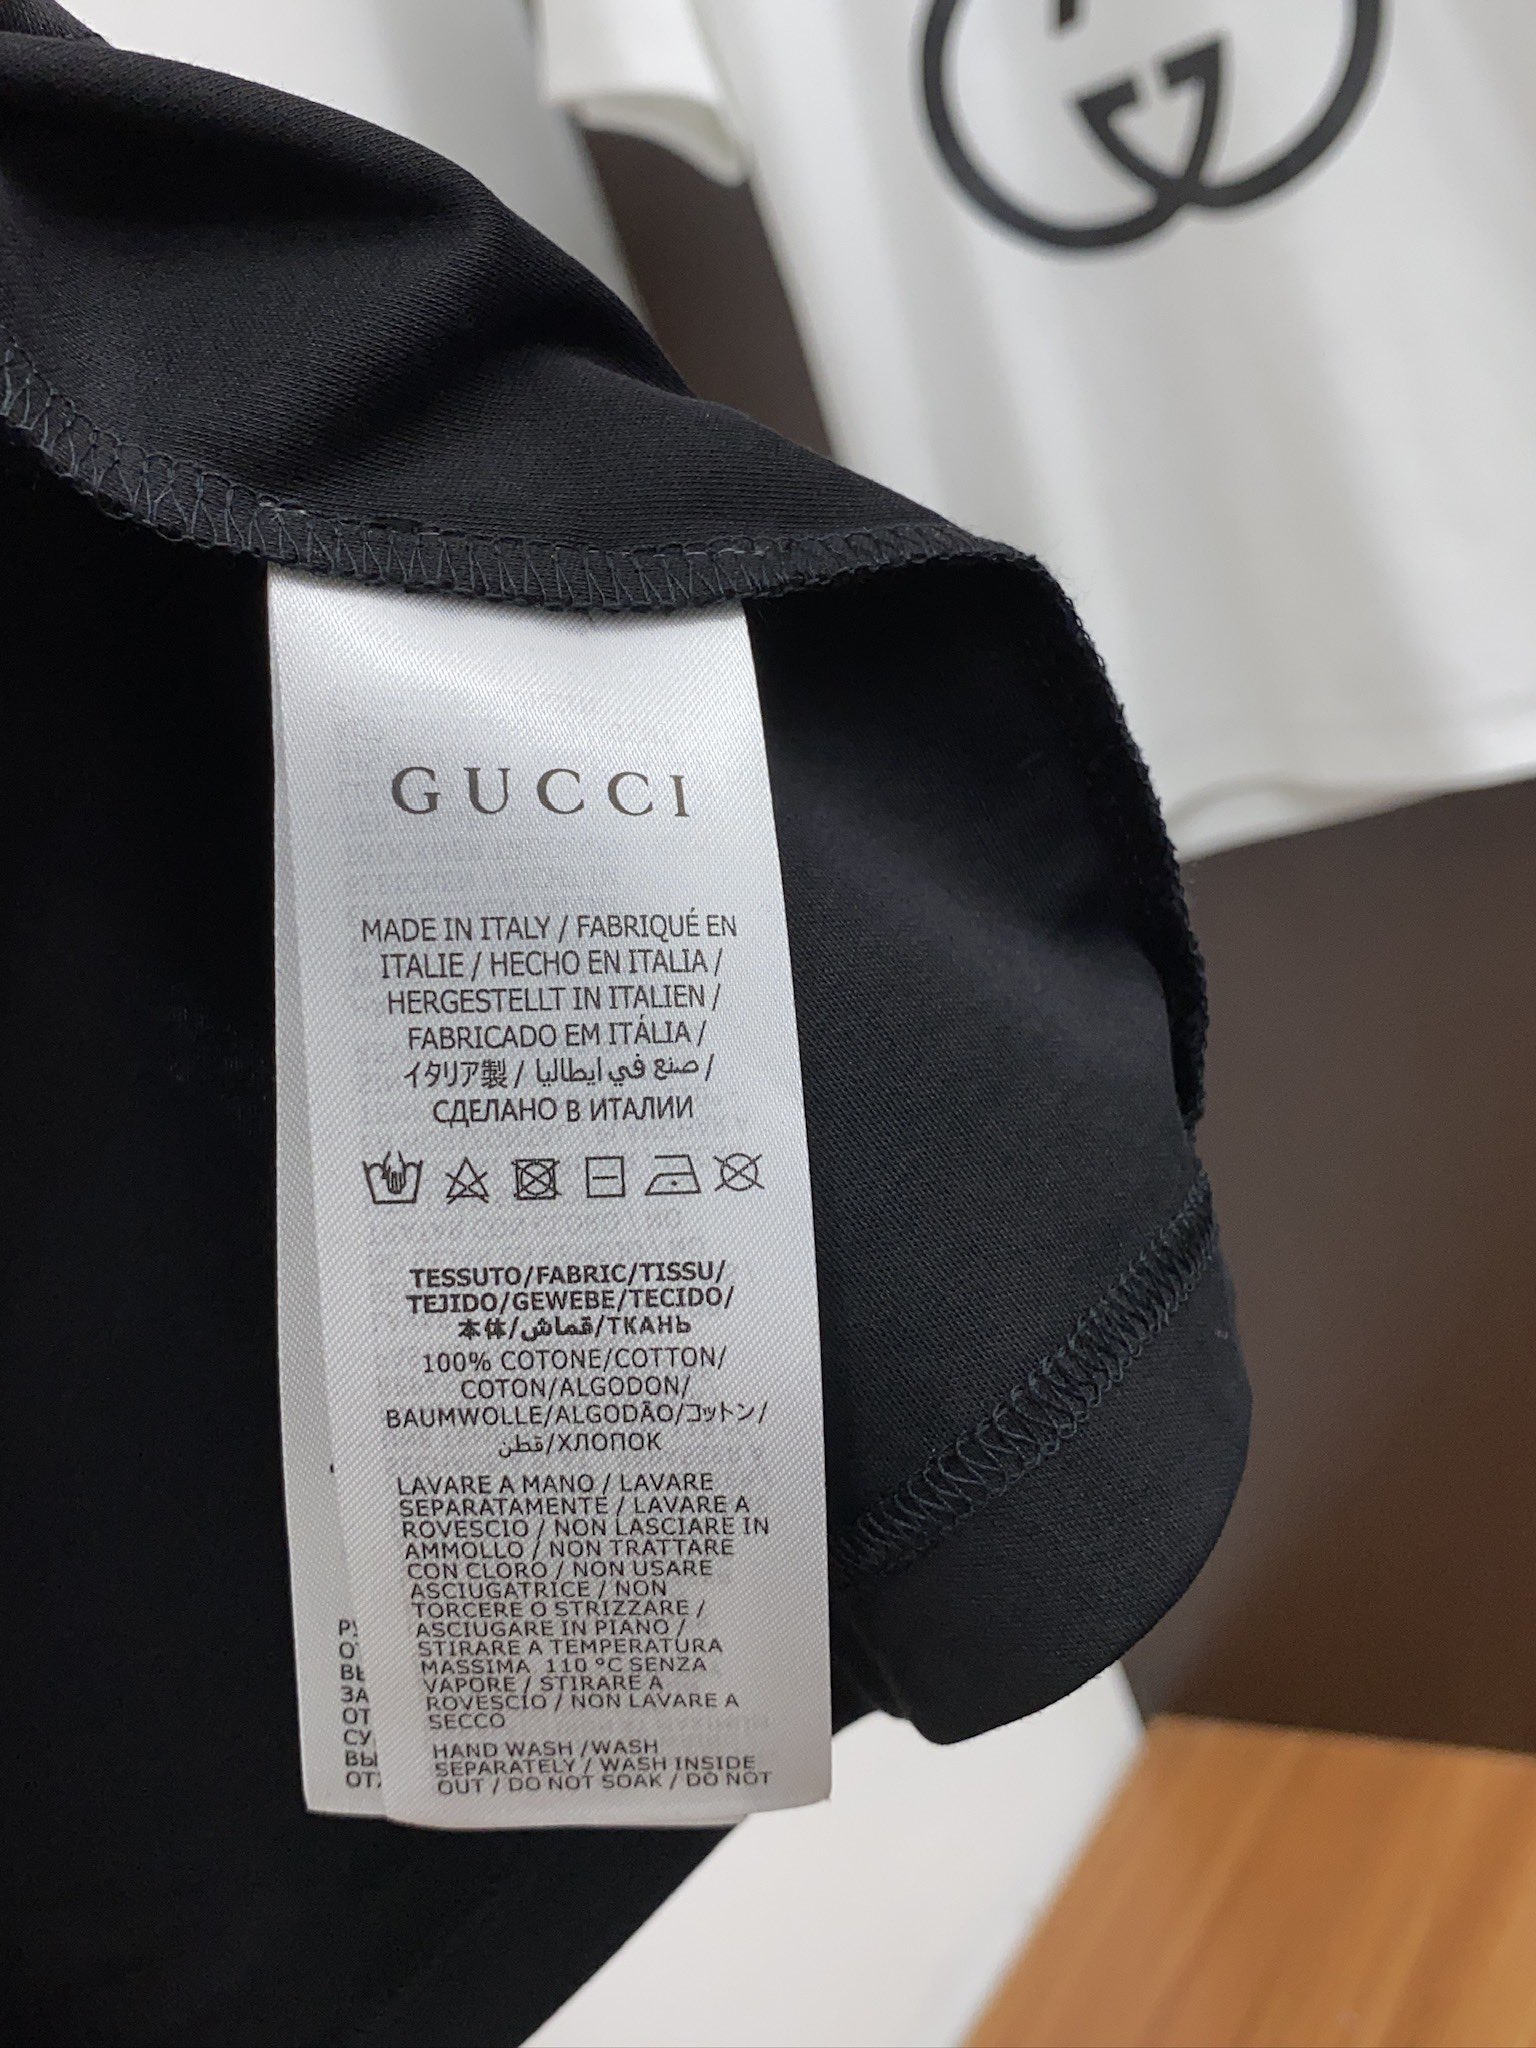 GUCCI
MADE IN ITALY / FABRIQUÉ EN
ITALIE / HECHO EN ITALIA /
HERGESTELLT IN ITALIEN /
FABRICADO EM ITÁLIA /
イタリア製 / صنع في ايطاليا /
СДЕЛАНО В ИТАЛИИ
TESSUTO/FABRIC/TISSU/
TEJIDO/GEWEBE/TECIDO/
本体/قماش/ТКАНЬ
100% COTONE/COTTON/
COTON/ALGODON/
BAUMWOLLE/ALGODÃO/コットン/
قطن/ХЛОПОК
LAVARE A MANO / LAVARE
SEPARATAMENTE / LAVARE A
ROVESCIO / NON LASCIARE IN
AMMOLLO / NON TRATTARE
CON CLORO / NON USARE
ASCIUGATRICE / NON
TORCERE O STRIZZARE /
ASCIUGARE IN PIANO /
STIRARE A TEMPERATURA
MASSIMA 110 °C SENZA
VAPORE / STIRARE A
ROVESCIO / NON LAVARE A
SECCO
HAND WASH /WASH
SEPARATELY / WASH INSIDE
OUT / DO NOT SOAK / DO NOT